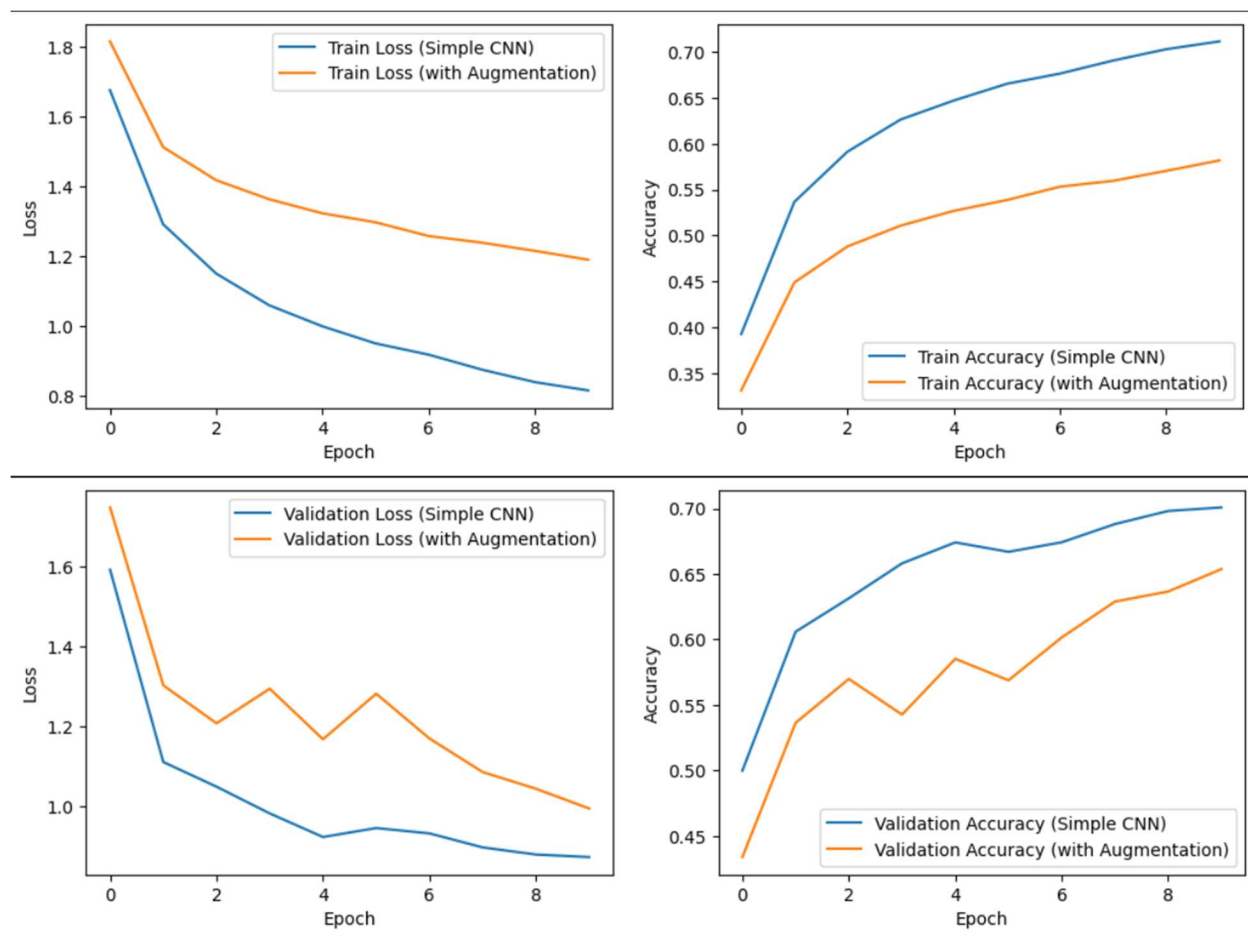 1.8
1.6
1.4
1.2
1.0
0.8
Loss
Train Loss (Simple CNN)
Train Loss (with Augmentation)
0 2 4 6 8
Epoch
0.70
0.65
0.60
0.55
0.50
0.45
0.40
0.35
Accuracy
Train Accuracy (Simple CNN)
Train Accuracy (with Augmentation)
0 2 4 6 8
Epoch
1.6
1.4
1.2
1.0
Loss
Validation Loss (Simple CNN)
Validation Loss (with Augmentation)
0 2 4 6 8
Epoch
0.70
0.65
0.60
0.55
0.50
0.45
Accuracy
Validation Accuracy (Simple CNN)
Validation Accuracy (with Augmentation)
0 2 4 6 8
Epoch